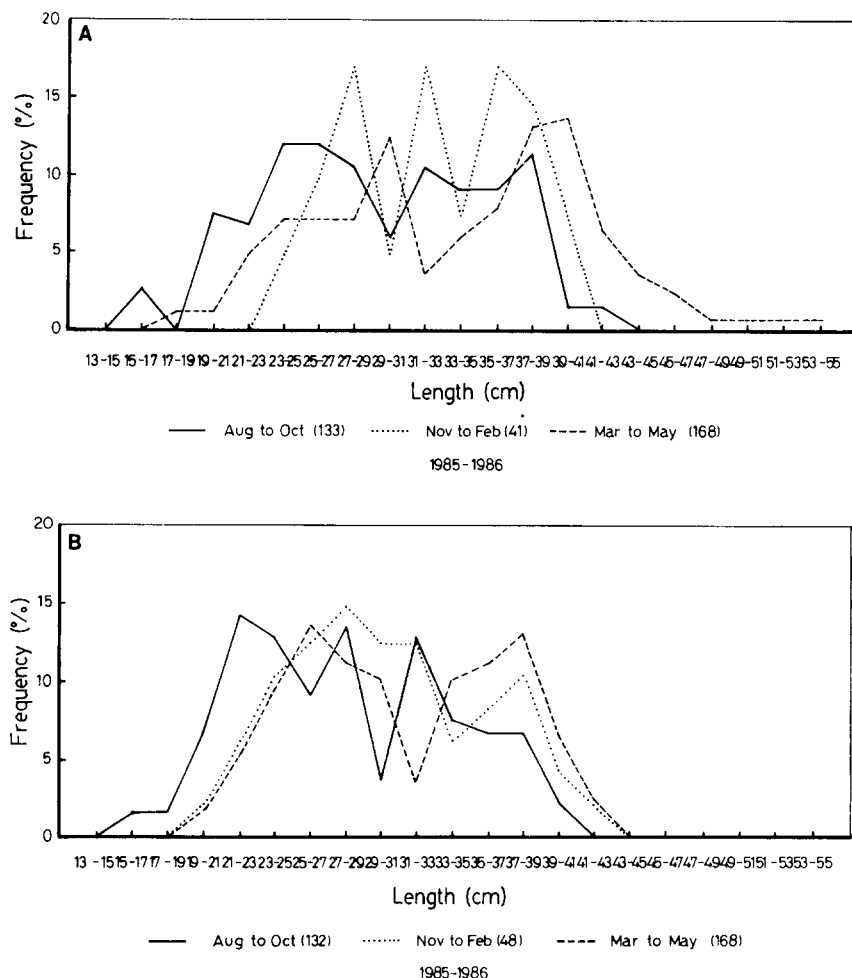 A
20
15
10
5
0
Frequency (%)
13-15 15-17 17-19 19-21 21-23 23-25 25-27 27-29 29-31 31-33 33-35 35-37 37-39 39-41 41-43 43-45 45-47 47-49 49-51 51-53 53-55
Length (cm)
Aug to Oct (133) Nov to Feb (41) Mar to May (168)
1985-1986
B
20
15
10
5
0
Frequency (%)
13-15 15-17 17-19 19-21 21-23 23-25 25-27 27-29 29-31 31-33 33-35 35-37 37-39 39-41 41-43 43-45 45-47 47-49 49-51 51-53 53-55
Length (cm)
Aug to Oct (132) Nov to Feb (48) Mar to May (168)
1985-1986